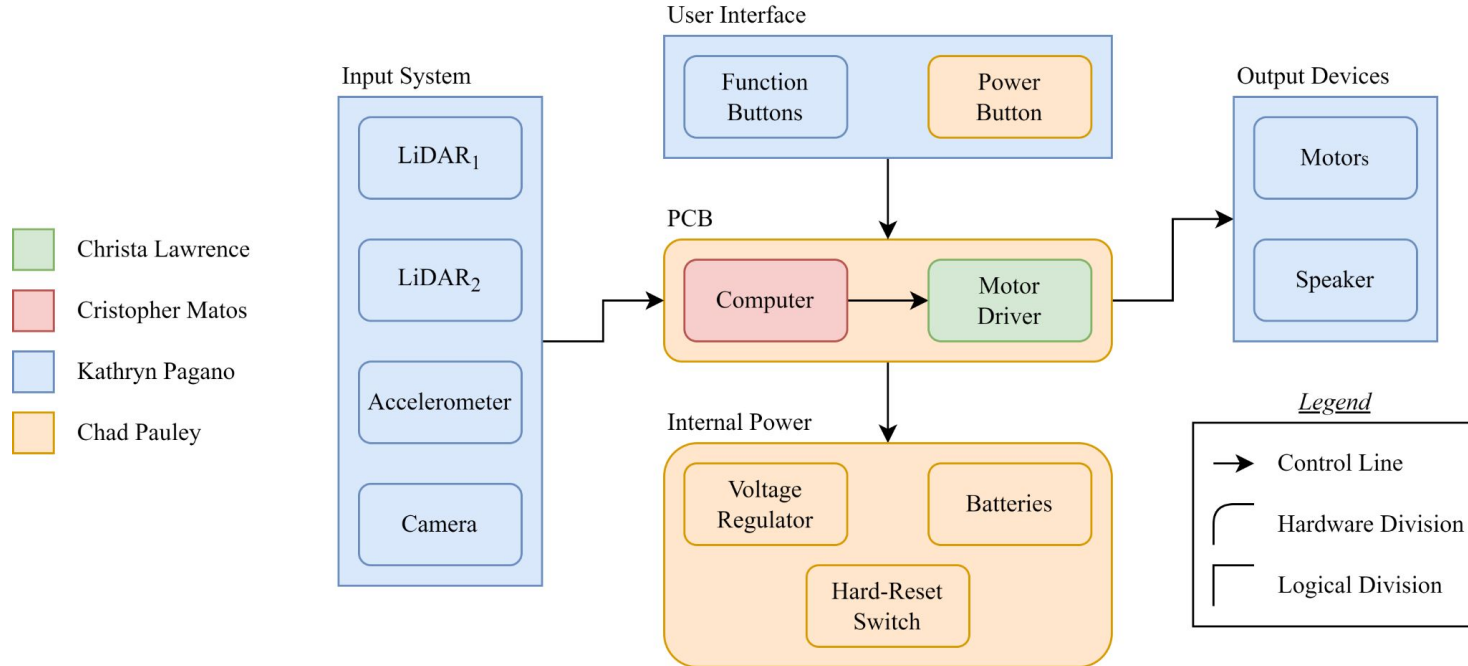 User Interface
Function
Buttons
Power
Button
Input System
LiDAR1
LiDAR2
Accelerometer
Camera
Output Devices
Motors
Speaker
PCB
Computer
Motor
Driver
Christa Lawrence
Cristopher Matos
Kathryn Pagano
Chad Pauley
Internal Power
Voltage
Regulator
Batteries
Hard-Reset
Switch
Legend
Control Line
Hardware Division
Logical Division